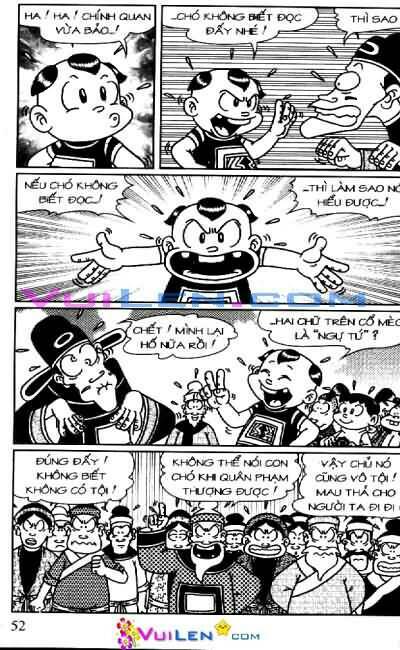 HA! HA! CHÍNH QUAN
VỪA BẢO...!
...CHÓ KHÔNG BIẾT ĐỌC
ĐẤY NHÉ!
THÌ SAO
NẾU CHÓ KHÔNG
BIẾT ĐỌC...!
...THÌ LÀM SAO NÓ
HIỂU ĐƯỢC...!
VUILEN.COM
CHẾT! MÌNH LẠI
HỐ NỮA RỒI!
...HAI CHỮ TRÊN CỔ MÈO
LÀ "NGỰ TỨ"?
ĐÚNG ĐẤY!
KHÔNG BIẾT
KHÔNG CÓ TỘI!
KHÔNG THỂ NÓI CON
CHÓ KHI QUÂN PHẠM
THƯỢNG ĐƯỢC!
VẬY CHỦ NÓ
CŨNG VÔ TỘI!
MAU THẢ CHO
NGƯỜI TA ĐI ĐI
52
VUILEN.COM